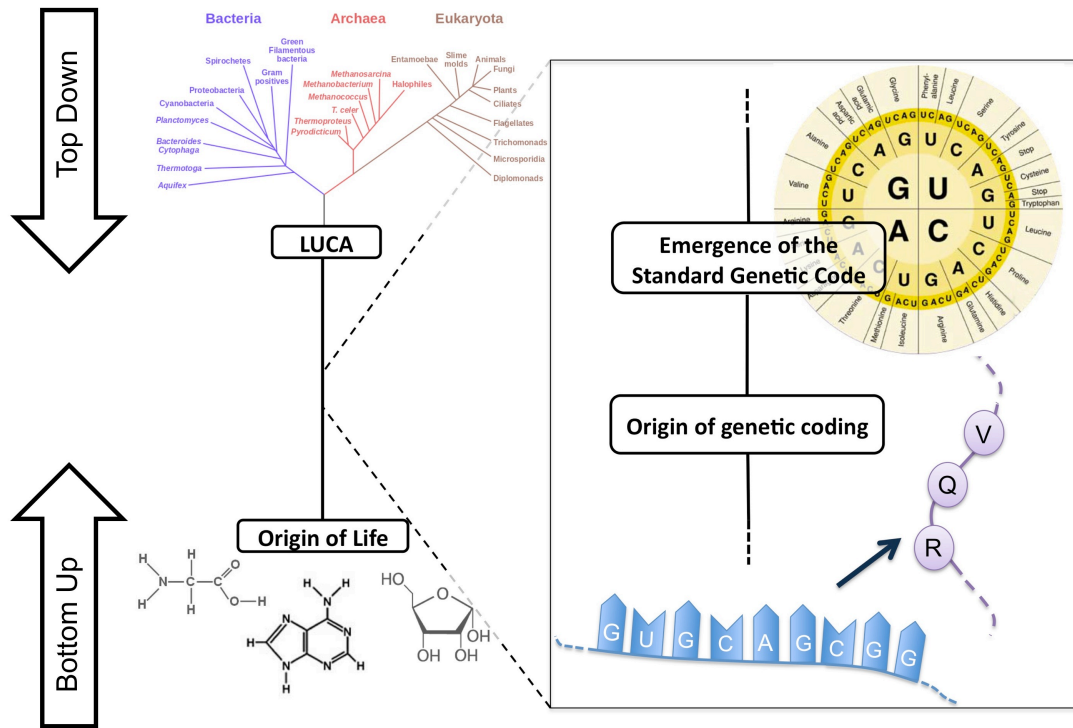 Top Down
Bottom Up
Bacteria
Archaea
Eukaryota
Green
Filamentous
bacteria
Spirochetes
Gram
positives
Proteobacteria
Cyanobacteria
Planctomyces
Bacteroides
Cytophaga
Thermotoga
Aquifex
Methanosarcina
Methanobacterium
Methanococcus
T. celer
Thermoproteus
Pyrodicticum
Halophiles
Entamoebae
Slime
molds
Animals
Fungi
Plants
Ciliates
Flagellates
Trichomonads
Microsporidia
Diplomonads
LUCA
Origin of Life
H
H
N
H
C
H
C
O
O
H
H
H
N
N
N
H
N
N
H
H
HO
O
OH
OH
OH
Emergence of the
Standard Genetic Code
Origin of genetic coding
Glycine
Phenyl-
alanine
Leucine
Serine
Tyrosine
Stop
Cysteine
Stop
Tryptophan
Leucine
Proline
Histidine
Glutamine
Arginine
Isoleucine
Methionine
Threonine
Arginine
Valine
Alanine
Aspartic
acid
Glutamic
acid
G U
A C
G U C A G U C A G U C A G U C A
V
Q
R
G U G C A G C G G